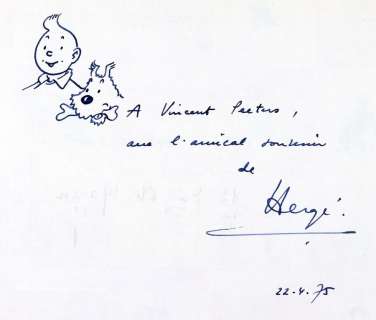 A Vincent Peeters,
avec l'amical souvenir
de
Hergé.
22.4.75